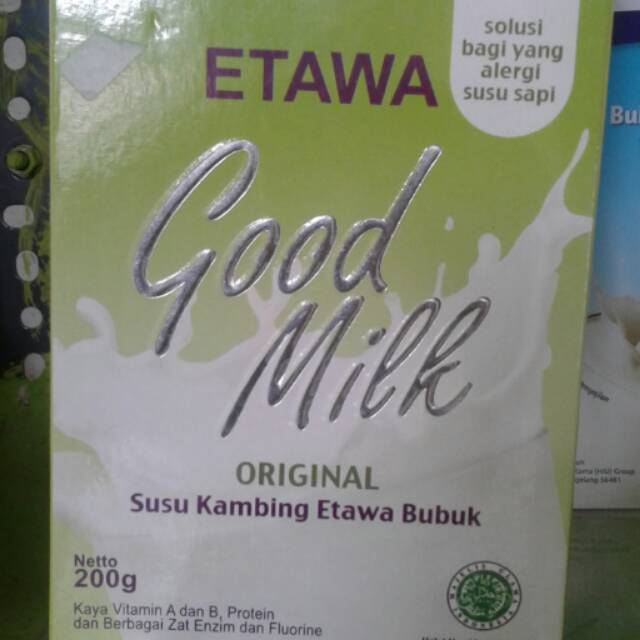 ETAWA
solusi
bagi yang
alergi
susu sapi
Good
Milk
ORIGINAL
Susu Kambing Etawa Bubuk
Netto
200g
Kaya Vitamin A dan B, Protein
dan Berbagai Zat Enzim dan Fluorine
Bu